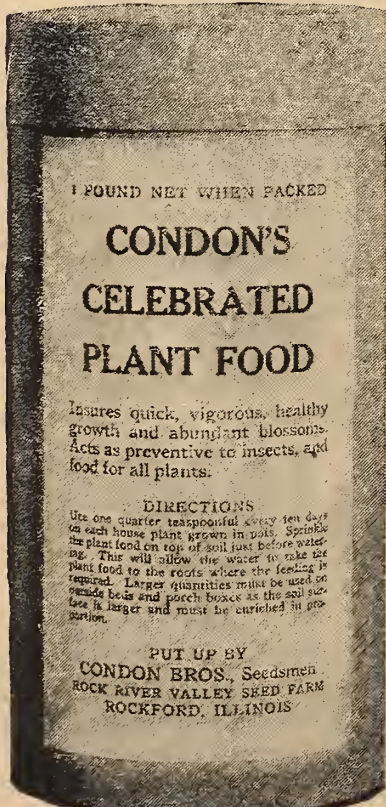 1 POUND NET WHEN PACKED
CONDON'S
CELEBRATED
PLANT FOOD
Insures quick, vigorous, healthy
growth and abundant blossoms.
Acts as preventive to insects, and
food for all plants.
DIRECTIONS
Use one quarter teaspoonful every ten days
on each house plant grown in pots. Sprinkle
the plant food on top of soil just before water-
ing. This will allow the water to take the
plant food to the roots where the feeding is
required. Larger quantities must be used on
outside beds and porch boxes as the soil sur-
face is larger and must be enriched in pro-
portion.
PUT UP BY
CONDON BROS., Seedsmen
ROCK RIVER VALLEY SEED FARM
ROCKFORD, ILLINOIS